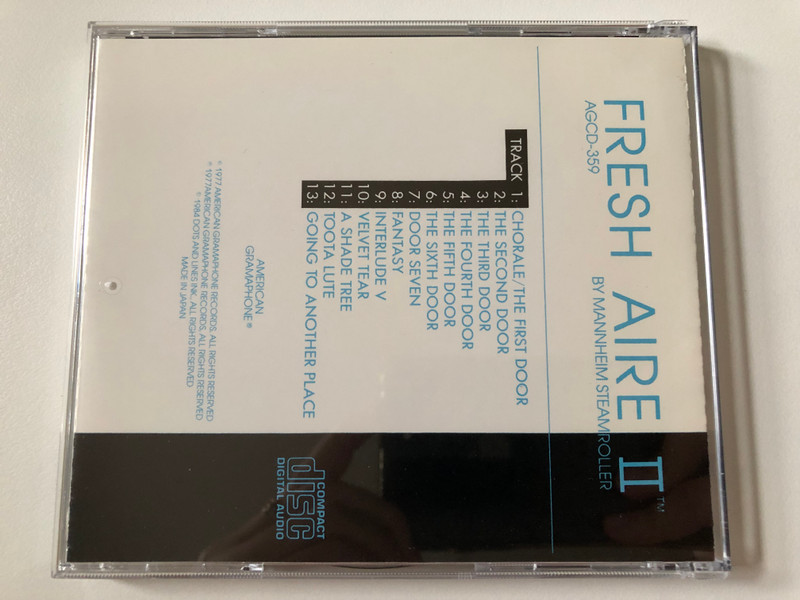 FRESH AIRE II™
AGCD-359
BY MANNHEIM STEAMROLLER
TRACK 1: CHORALE/THE FIRST DOOR
2: THE SECOND DOOR
3: THE THIRD DOOR
4: THE FOURTH DOOR
5: THE FIFTH DOOR
6: THE SIXTH DOOR
7: DOOR SEVEN
8: FANTASY
9: INTERLUDE V
10: VELVET TEAR
11: A SHADE TREE
12: TOOTA LUTE
13: GOING TO ANOTHER PLACE
AMERICAN
GRAMAPHONE®
℗ 1977 AMERICAN GRAMAPHONE RECORDS, ALL RIGHTS RESERVED
© 1977 AMERICAN GRAMAPHONE RECORDS, ALL RIGHTS RESERVED
© 1984 DOTS AND LINES INK., ALL RIGHTS RESERVED
MADE IN JAPAN
COMPACT
disc
DIGITAL AUDIO